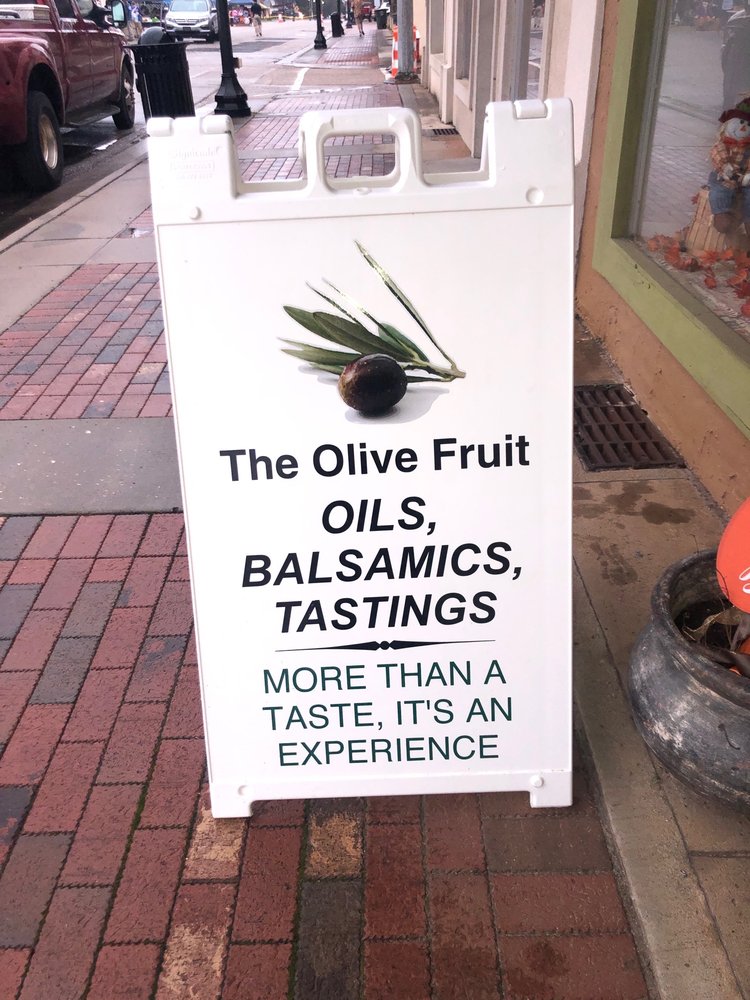 The Olive Fruit
OILS,
BALSAMICS,
TASTINGS
MORE THAN A
TASTE, IT'S AN
EXPERIENCE